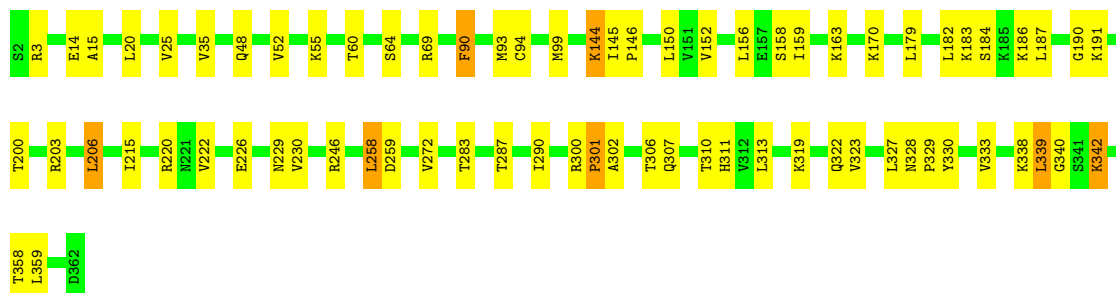 S2 R3 E14 A15 L20 V25 V35 Q48 V52 K55 T60 S64 R69 F90 M93 C94 M99 K144 I145 P146 L150 V151 V152 L156 E157 S158 I159 K163 K170 L179 L182 K183 S184 K185 K186 L187 G190 K191
T200 R203 L206 I215 R220 N221 V222 E226 N229 V230 R246 L258 D259 V272 T283 T287 I290 R300 P301 A302 T306 Q307 T310 H311 V312 L313 K319 Q322 V323 L327 N328 P329 Y330 V333 K338 L339 G340 S341 K342
T358 L359 D362